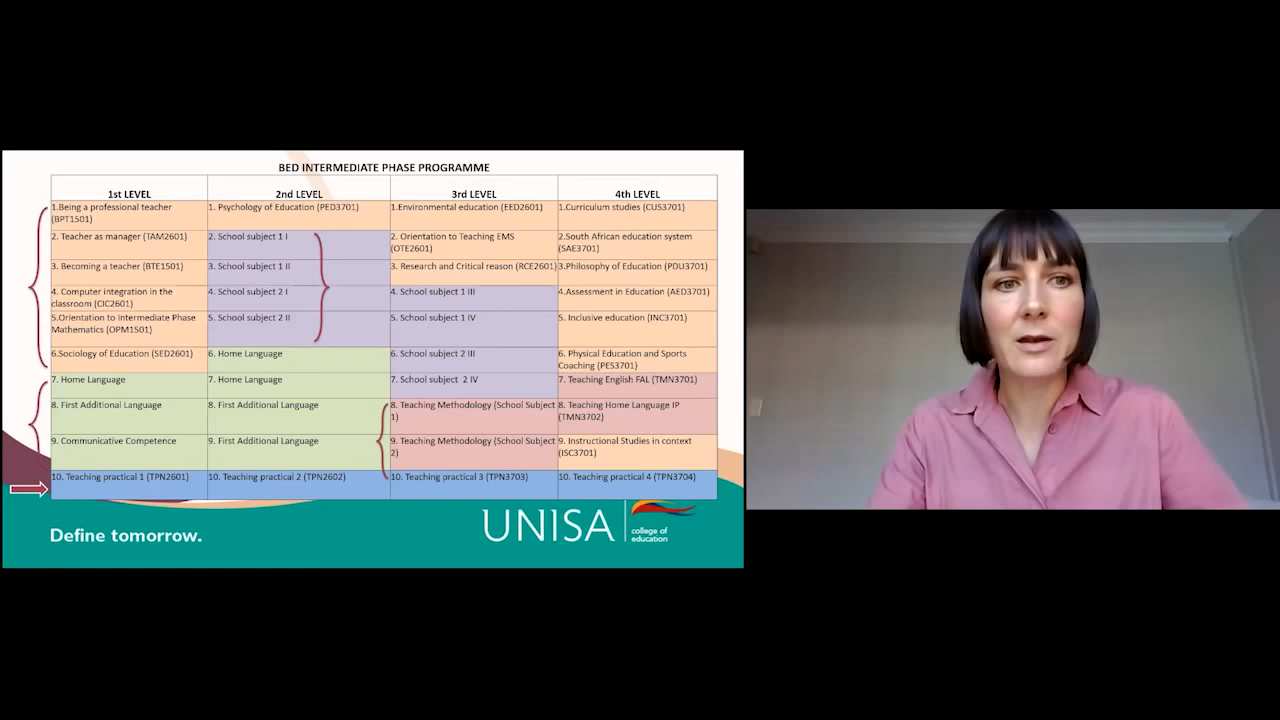 BED INTERMEDIATE PHASE PROGRAMME
1st LEVEL 2nd LEVEL 3rd LEVEL 4th LEVEL
1.Being a professional teacher (BPT1501)
1. Psychology of Education (PED3701)
1.Environmental education (EED2601)
1.Curriculum studies (CUS3701)
2. Teacher as manager (TAM2601)
2. School subject 1 I
2. Orientation to Teaching EMS (OTE2601)
2.South African education system (SAE3701)
3. Becoming a teacher (BTE1501)
3. School subject 1 II
3. Research and Critical reason (RCE2601)
3.Philosophy of Education (PDU3701)
4. Computer integration in the classroom (CIC2601)
4. School subject 2 I
4. School subject 1 III
4.Assessment in Education (AED3701)
5.Orientation to Intermediate Phase Mathematics (OPM1501)
5. School subject 2 II
5. School subject 1 IV
5. Inclusive education (INC3701)
6.Sociology of Education (SED2601)
6. Home Language
6. School subject 2 III
6. Physical Education and Sports Coaching (PES3701)
7. Home Language
7. Home Language
7. School subject 2 IV
7. Teaching English FAL (TMN3701)
8. First Additional Language
8. First Additional Language
8. Teaching Methodology (School Subject 1)
8. Teaching Home Language IP (TMN3702)
9. Communicative Competence
9. First Additional Language
9. Teaching Methodology (School Subject 2)
9. Instructional Studies in context (ISC3701)
10. Teaching practical 1 (TPN2601)
10. Teaching practical 2 (TPN2602)
10. Teaching practical 3 (TPN3703)
10. Teaching practical 4 (TPN3704)
Define tomorrow.
UNISA
college of
education